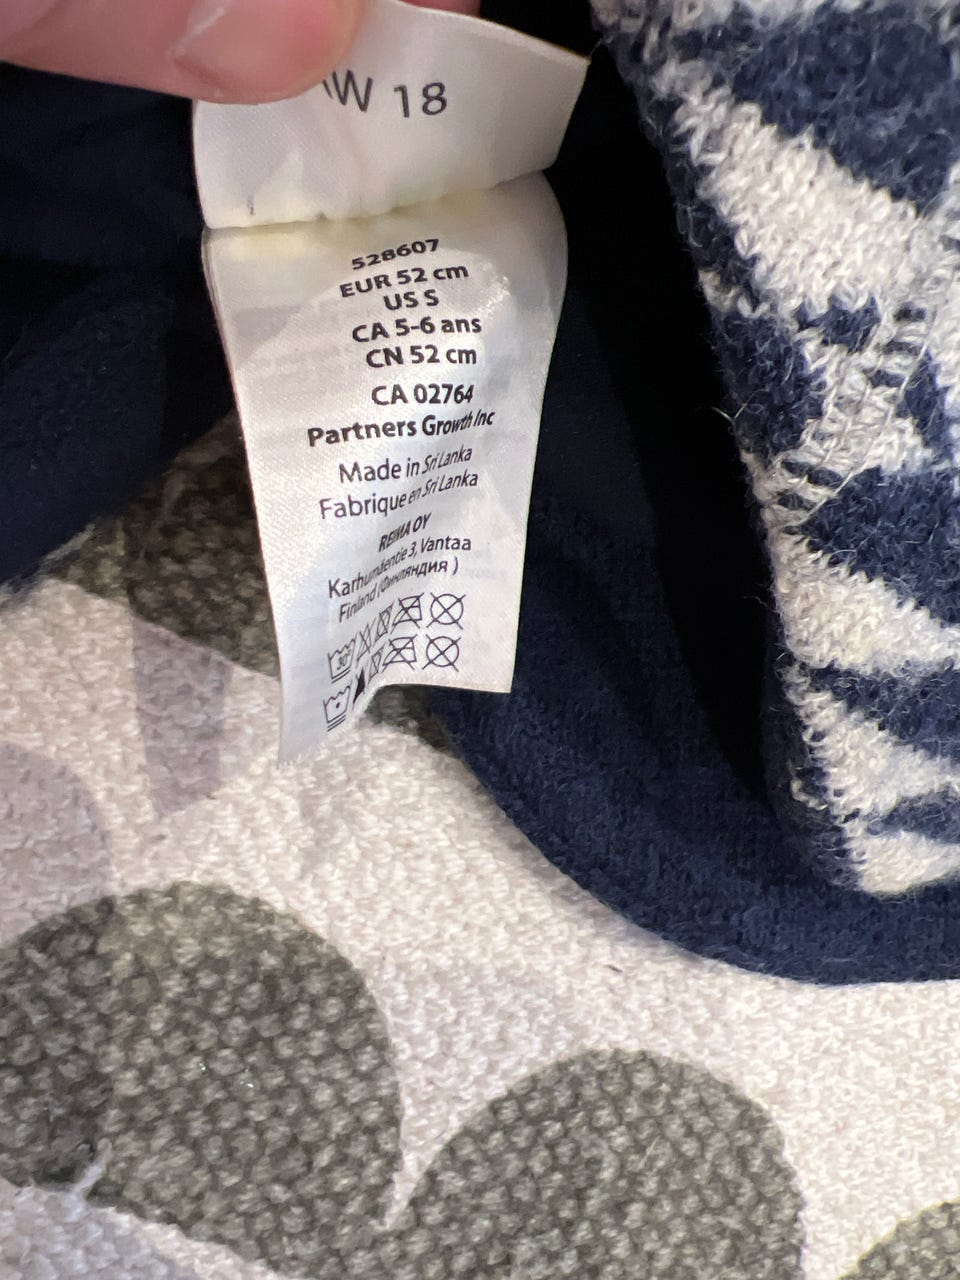 W 18
528607
EUR 52 cm
US S
CA 5-6 ans
CN 52 cm
CA 02764
Partners Growth Inc
Made in Sri Lanka
Fabrique en Sri Lanka
REIMA OY
Karhumäentie 3, Vantaa
Finland (Финляндия )
30°